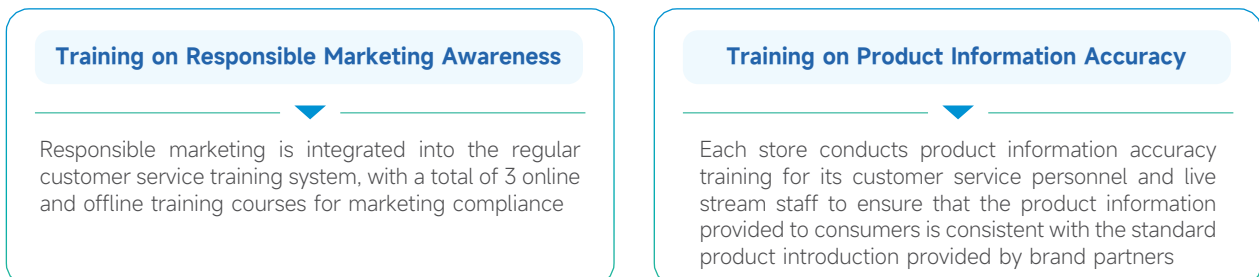 Training on Responsible Marketing Awareness
Responsible marketing is integrated into the regular
customer service training system, with a total of 3 online
and offline training courses for marketing compliance
Training on Product Information Accuracy
Each store conducts product information accuracy
training for its customer service personnel and live
stream staff to ensure that the product information
provided to consumers is consistent with the standard
product introduction provided by brand partners